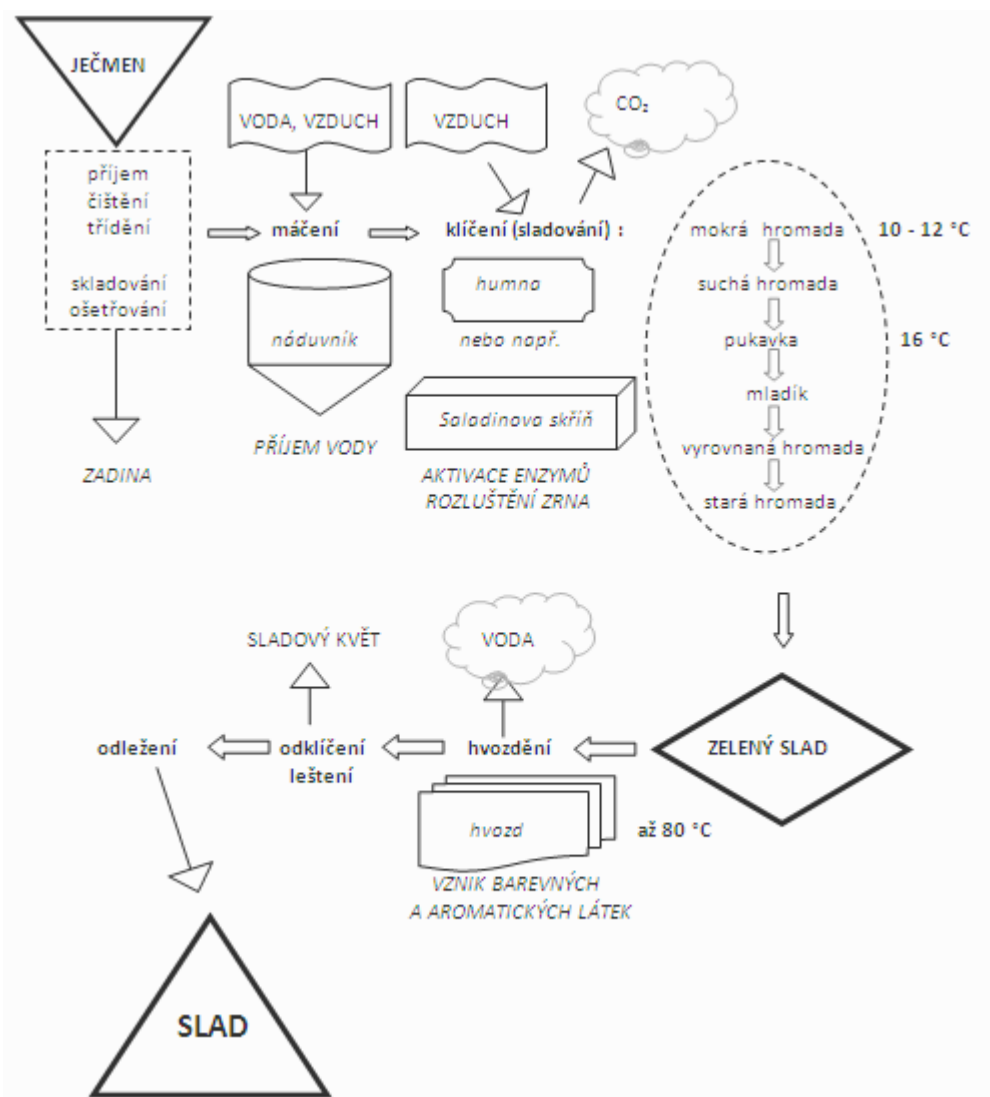 JEČMEN
příjem
čištění
třídění
skladování
ošetřování
ZADINA
VODA, VZDUCH
máčení
náduvník
PŘÍJEM VODY
VZDUCH
CO₂
klíčení (sladování) :
humna
nebo např.
Saladinova skříň
AKTIVACE ENZYMŮ
ROZLUŠTĚNÍ ZRNA
mokrá hromada
10 - 12 °C
suchá hromada
pukavka
16 °C
mladík
vyrovnaná hromada
stará hromada
ZELENÝ SLAD
VODA
hvozdění
hvozd
až 80 °C
VZNIK BAREVNÝCH
A AROMATICKÝCH LÁTEK
SLADOVÝ KVĚT
odklíčení
leštení
odležení
SLAD